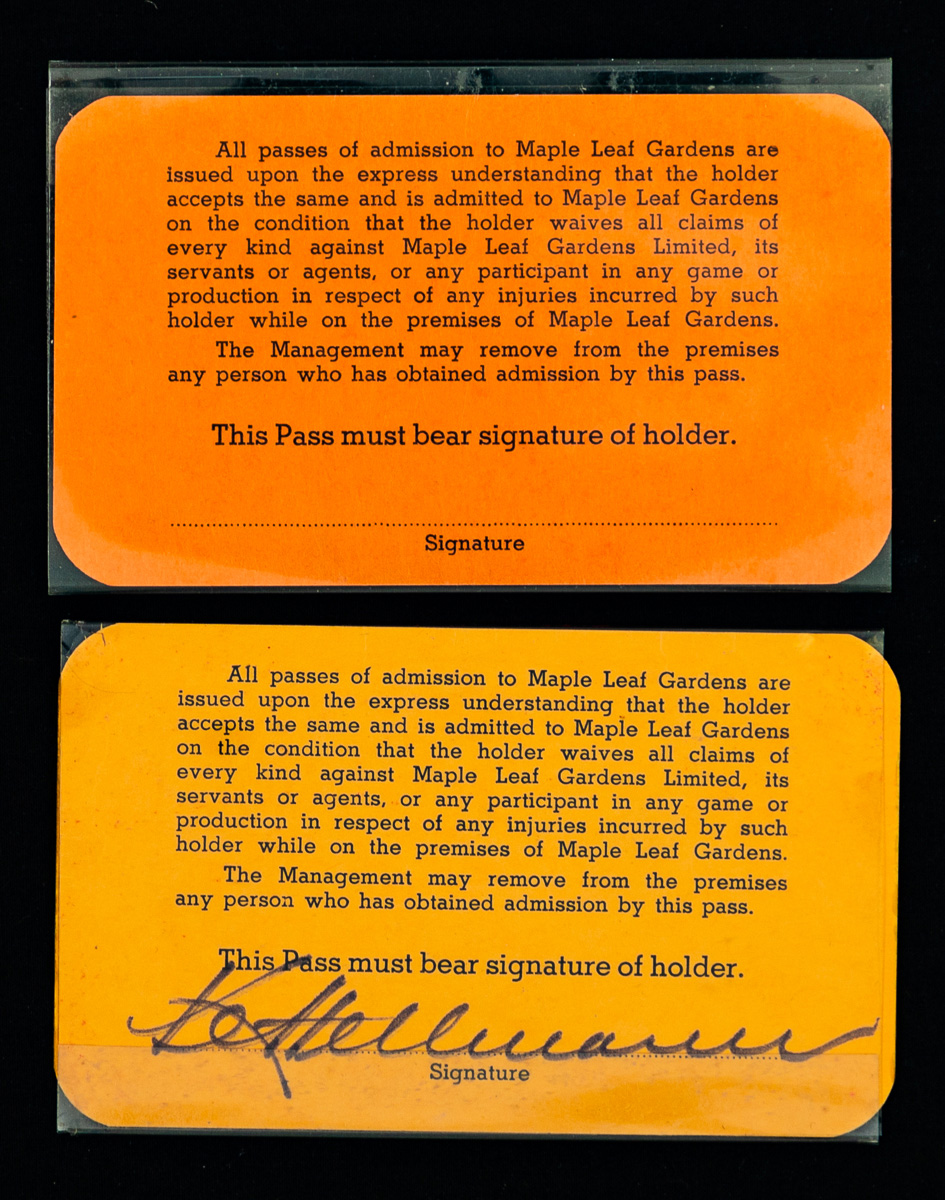 All passes of admission to Maple Leaf Gardens are
issued upon the express understanding that the holder
accepts the same and is admitted to Maple Leaf Gardens
on the condition that the holder waives all claims of
every kind against Maple Leaf Gardens Limited, its
servants or agents, or any participant in any game or
production in respect of any injuries incurred by such
holder while on the premises of Maple Leaf Gardens.
The Management may remove from the premises
any person who has obtained admission by this pass.
This Pass must bear signature of holder.
Signature
All passes of admission to Maple Leaf Gardens are
issued upon the express understanding that the holder
accepts the same and is admitted to Maple Leaf Gardens
on the condition that the holder waives all claims of
every kind against Maple Leaf Gardens Limited, its
servants or agents, or any participant in any game or
production in respect of any injuries incurred by such
holder while on the premises of Maple Leaf Gardens.
The Management may remove from the premises
any person who has obtained admission by this pass.
This Pass must bear signature of holder.
Signature